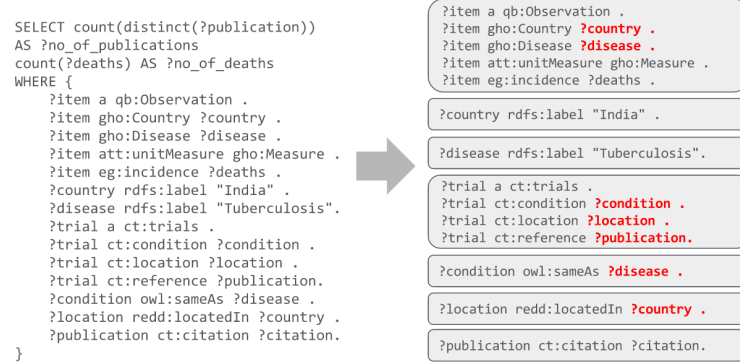 SELECT count(distinct(?publication))
AS ?no_of_publications
count(?deaths) AS ?no_of_deaths
WHERE {
?item a qb:Observation .
?item gho:Country ?country .
?item gho:Disease ?disease .
?item att:unitMeasure gho:Measure .
?item eg:incidence ?deaths .
?country rdfs:label "India" .
?disease rdfs:label "Tuberculosis".
?trial a ct:trials .
?trial ct:condition ?condition .
?trial ct:location ?location .
?trial ct:reference ?publication.
?condition owl:sameAs ?disease .
?location redd:locatedIn ?country .
?publication ct:citation ?citation.
}
?item a qb:Observation .
?item gho:Country ?country .
?item gho:Disease ?disease .
?item att:unitMeasure gho:Measure .
?item eg:incidence ?deaths .
?country rdfs:label "India" .
?disease rdfs:label "Tuberculosis".
?trial a ct:trials .
?trial ct:condition ?condition .
?trial ct:location ?location .
?trial ct:reference ?publication.
?condition owl:sameAs ?disease .
?location redd:locatedIn ?country .
?publication ct:citation ?citation.